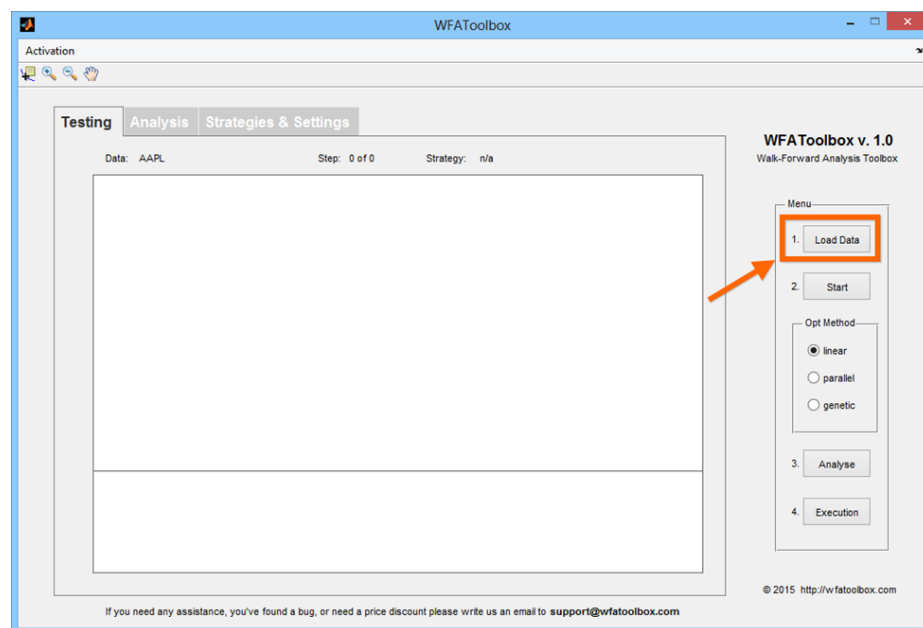 WFAToolbox
Activation
Testing Analysis Strategies & Settings
Data: AAPL Step: 0 of 0 Strategy: n/a
WFAToolbox v. 1.0
Walk-Forward Analysis Toolbox
Menu
1. Load Data
2. Start
Opt Method
linear
parallel
genetic
3. Analyse
4. Execution
© 2015 http://wfatoolbox.com
If you need any assistance, you've found a bug, or need a price discount please write us an email to support@wfatoolbox.com